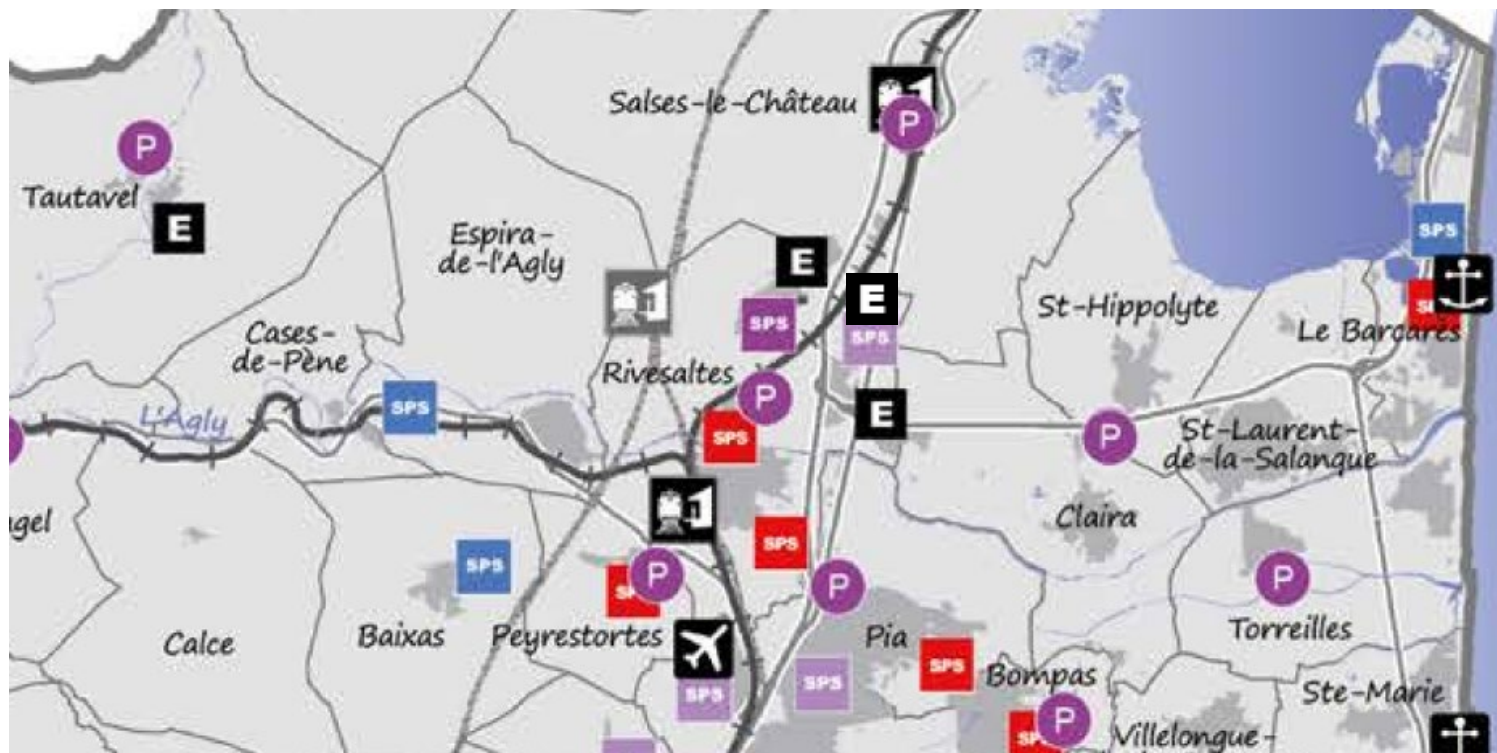 Salses-le-Château
P
P
Tautavel
E
Espira-
de-l'Agly
E
SPS
E
SPS
SPS
St-Hippolyte
Le Barcarès
Cases-
de-Pène
Rivesaltes
P
SPS
L'Agly
SPS
E
P
St-Laurent-
de-la-Salanque
Claira
SPS
SPS
P
P
P
Calce
Baixas
Peyrestortes
Pia
Torreilles
SPS
Bompas
SPS
SPS
Ste-Marie
P
Villelongue-